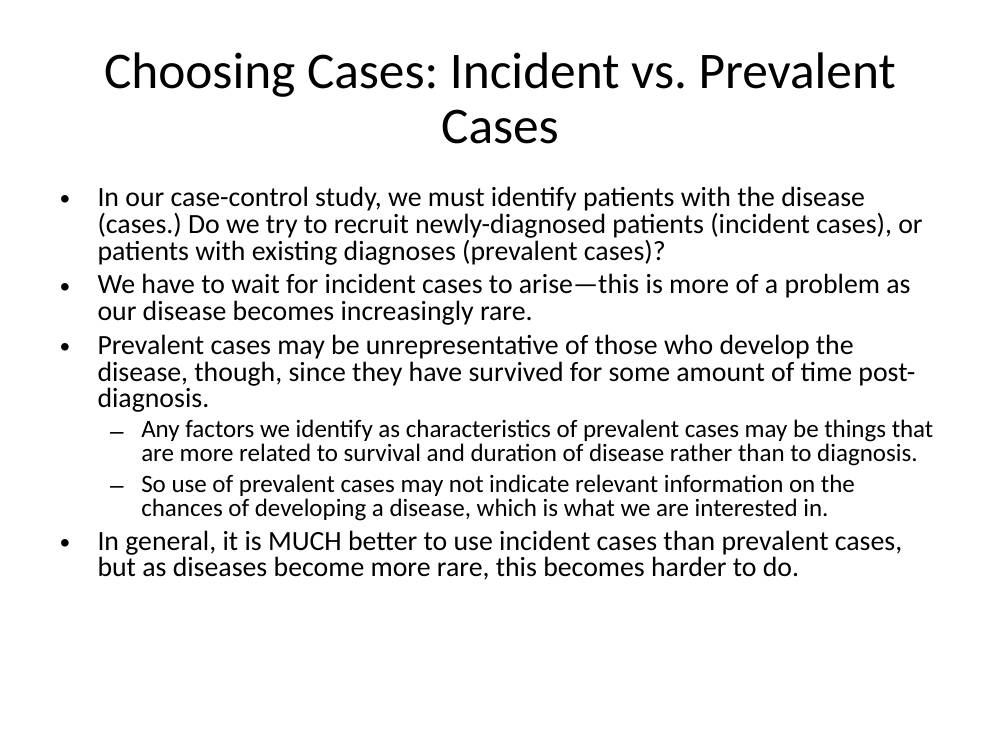 Choosing Cases: Incident vs. Prevalent
Cases
• In our case-control study, we must identify patients with the disease
(cases.) Do we try to recruit newly-diagnosed patients (incident cases), or
patients with existing diagnoses (prevalent cases)?
• We have to wait for incident cases to arise—this is more of a problem as
our disease becomes increasingly rare.
• Prevalent cases may be unrepresentative of those who develop the
disease, though, since they have survived for some amount of time post-
diagnosis.
– Any factors we identify as characteristics of prevalent cases may be things that
are more related to survival and duration of disease rather than to diagnosis.
– So use of prevalent cases may not indicate relevant information on the
chances of developing a disease, which is what we are interested in.
• In general, it is MUCH better to use incident cases than prevalent cases,
but as diseases become more rare, this becomes harder to do.